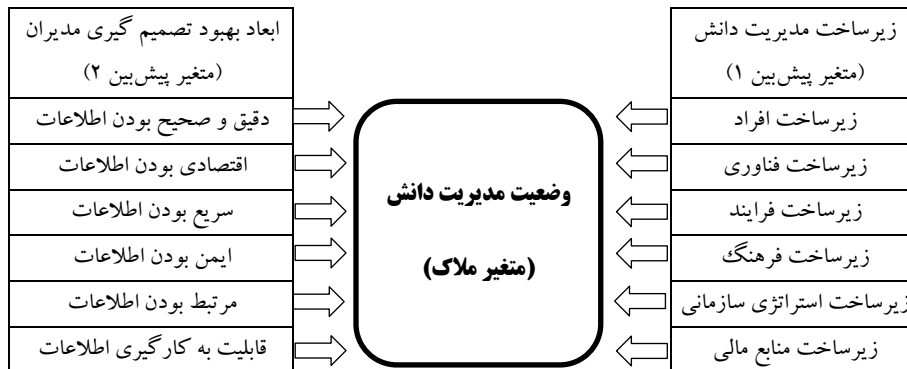 زیرساخت مدیریت دانش
(متغیر پیش‌بین ۱)
زیرساخت افراد
زیرساخت فناوری
زیرساخت فرایند
زیرساخت فرهنگ
زیرساخت استراتژی سازمانی
زیرساخت منابع مالی
وضعیت مدیریت دانش
(متغیر ملاک)
ابعاد بهبود تصمیم گیری مدیران
(متغیر پیش‌بین ۲)
دقیق و صحیح بودن اطلاعات
اقتصادی بودن اطلاعات
سریع بودن اطلاعات
ایمن بودن اطلاعات
مرتبط بودن اطلاعات
قابلیت به کارگیری اطلاعات